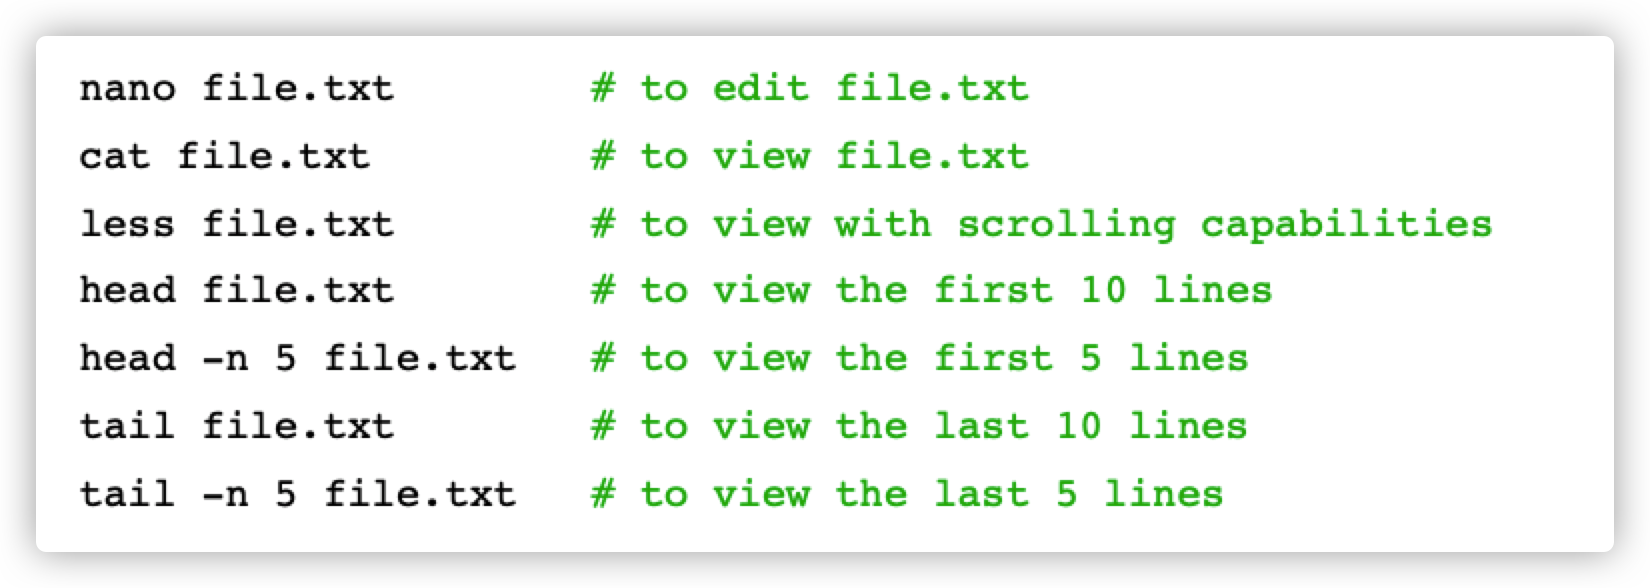 nano file.txt        # to edit file.txt
cat file.txt         # to view file.txt
less file.txt        # to view with scrolling capabilities
head file.txt        # to view the first 10 lines
head -n 5 file.txt   # to view the first 5 lines
tail file.txt        # to view the last 10 lines
tail -n 5 file.txt   # to view the last 5 lines